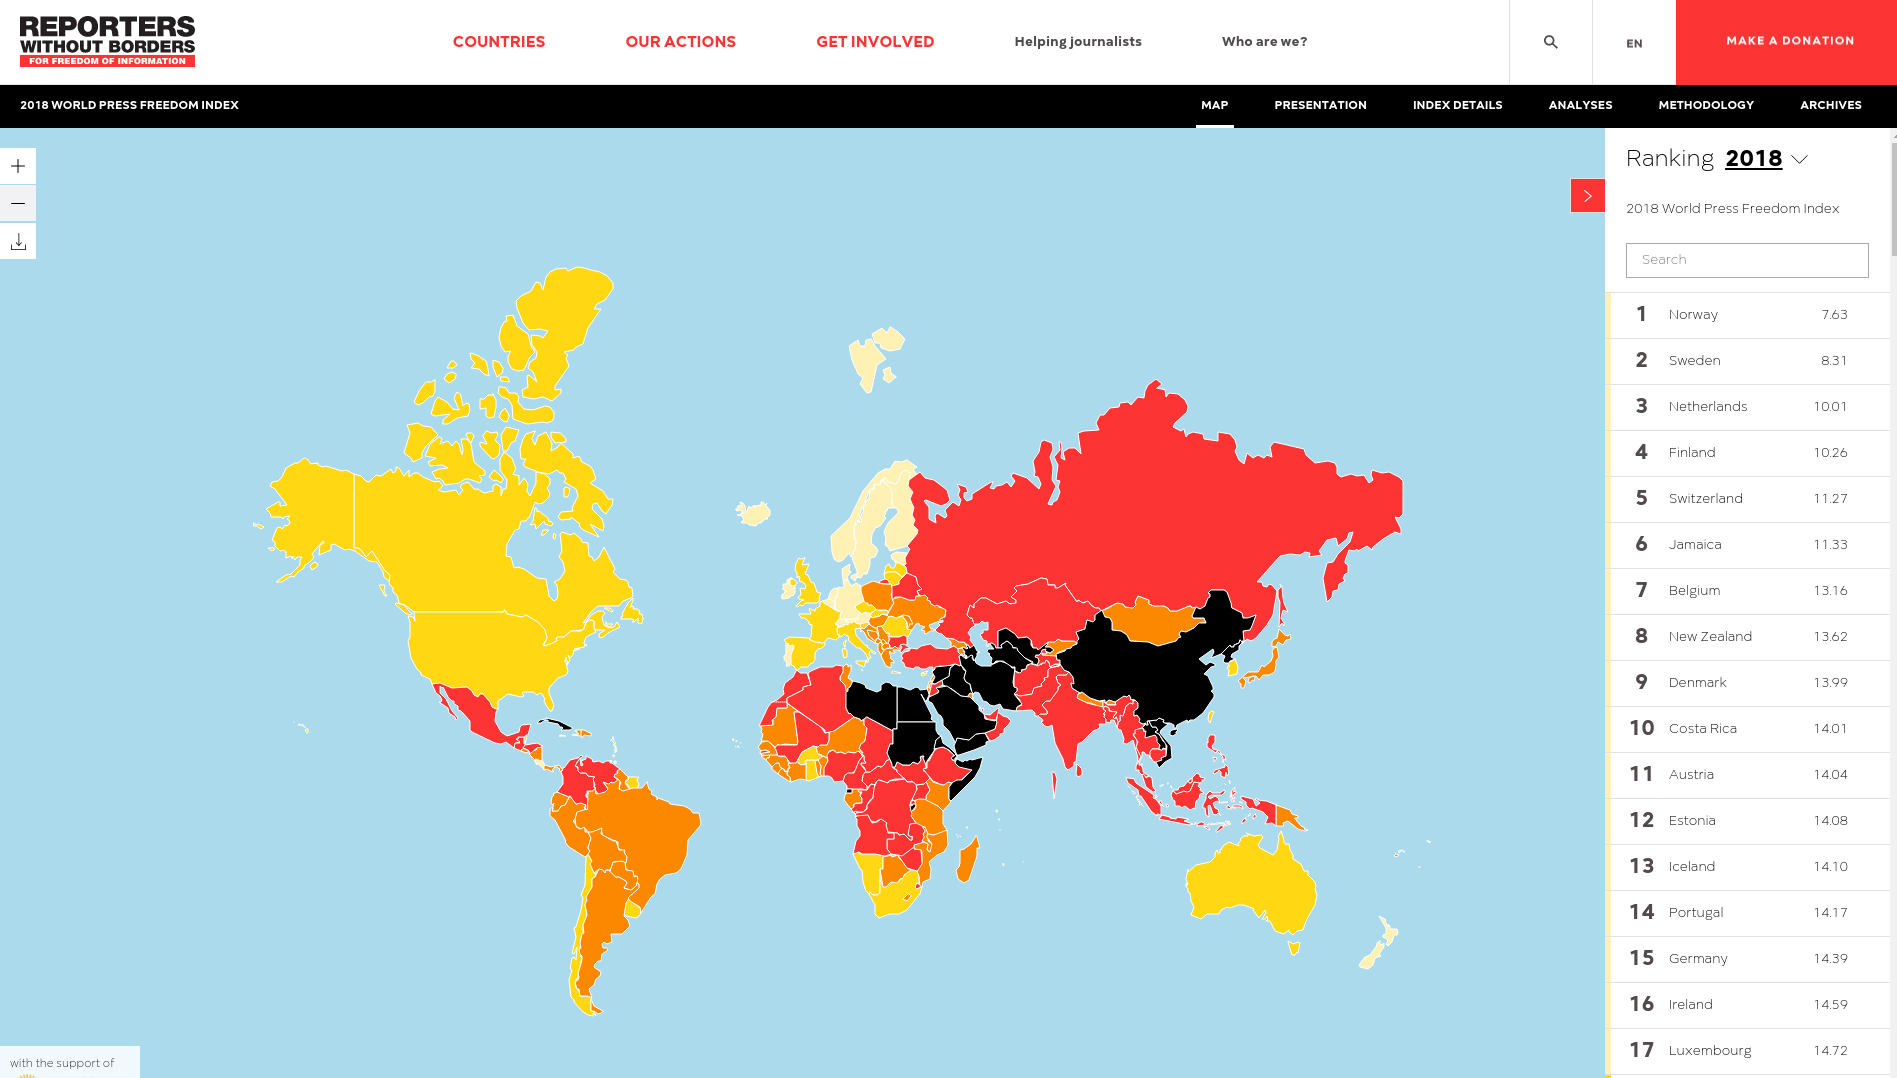 REPORTERS
WITHOUT BORDERS
FOR FREEDOM OF INFORMATION
COUNTRIES
OUR ACTIONS
GET INVOLVED
Helping journalists
Who are we?
EN
MAKE A DONATION
2018 WORLD PRESS FREEDOM INDEX
MAP
PRESENTATION
INDEX DETAILS
ANALYSES
METHODOLOGY
ARCHIVES
Ranking 2018
2018 World Press Freedom Index
Search
1 Norway 7.63
2 Sweden 8.31
3 Netherlands 10.01
4 Finland 10.26
5 Switzerland 11.27
6 Jamaica 11.33
7 Belgium 13.16
8 New Zealand 13.62
9 Denmark 13.99
10 Costa Rica 14.01
11 Austria 14.04
12 Estonia 14.08
13 Iceland 14.10
14 Portugal 14.17
15 Germany 14.39
16 Ireland 14.59
17 Luxembourg 14.72
with the support of